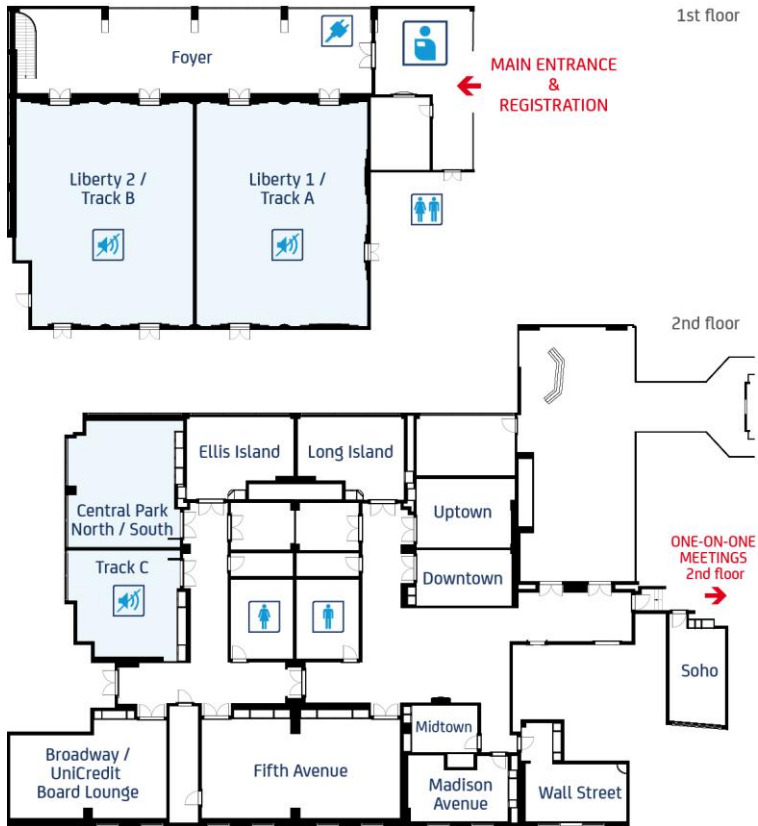 1st floor
Foyer
MAIN ENTRANCE
&
REGISTRATION
Liberty 2 /
Track B
Liberty 1 /
Track A
2nd floor
Ellis Island
Long Island
Central Park
North / South
Uptown
Track C
Downtown
ONE-ON-ONE
MEETINGS
2nd floor
Soho
Midtown
Broadway /
UniCredit
Board Lounge
Fifth Avenue
Madison
Avenue
Wall Street